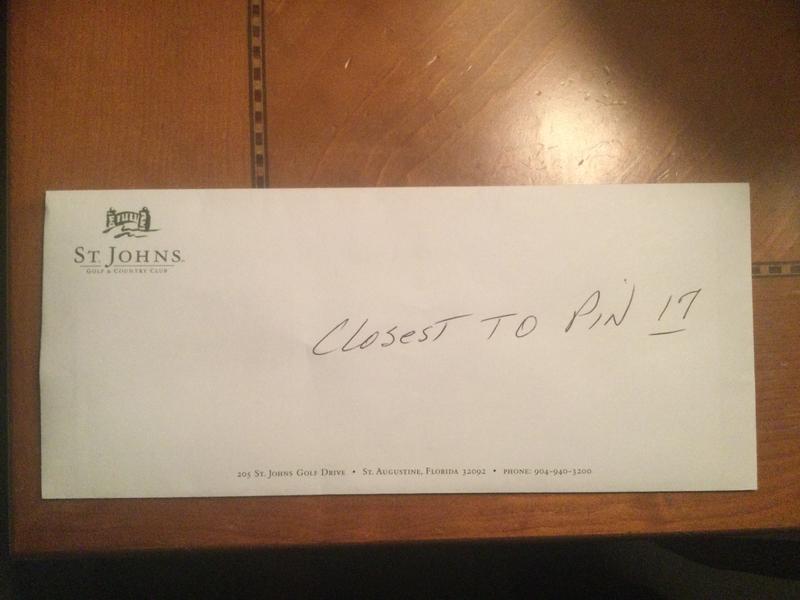 ST. JOHNS
GOLF & COUNTRY CLUB
CLOSEST TO PIN 17
205 ST. JOHNS GOLF DRIVE • ST. AUGUSTINE, FLORIDA 32092 • PHONE: 904-940-3200